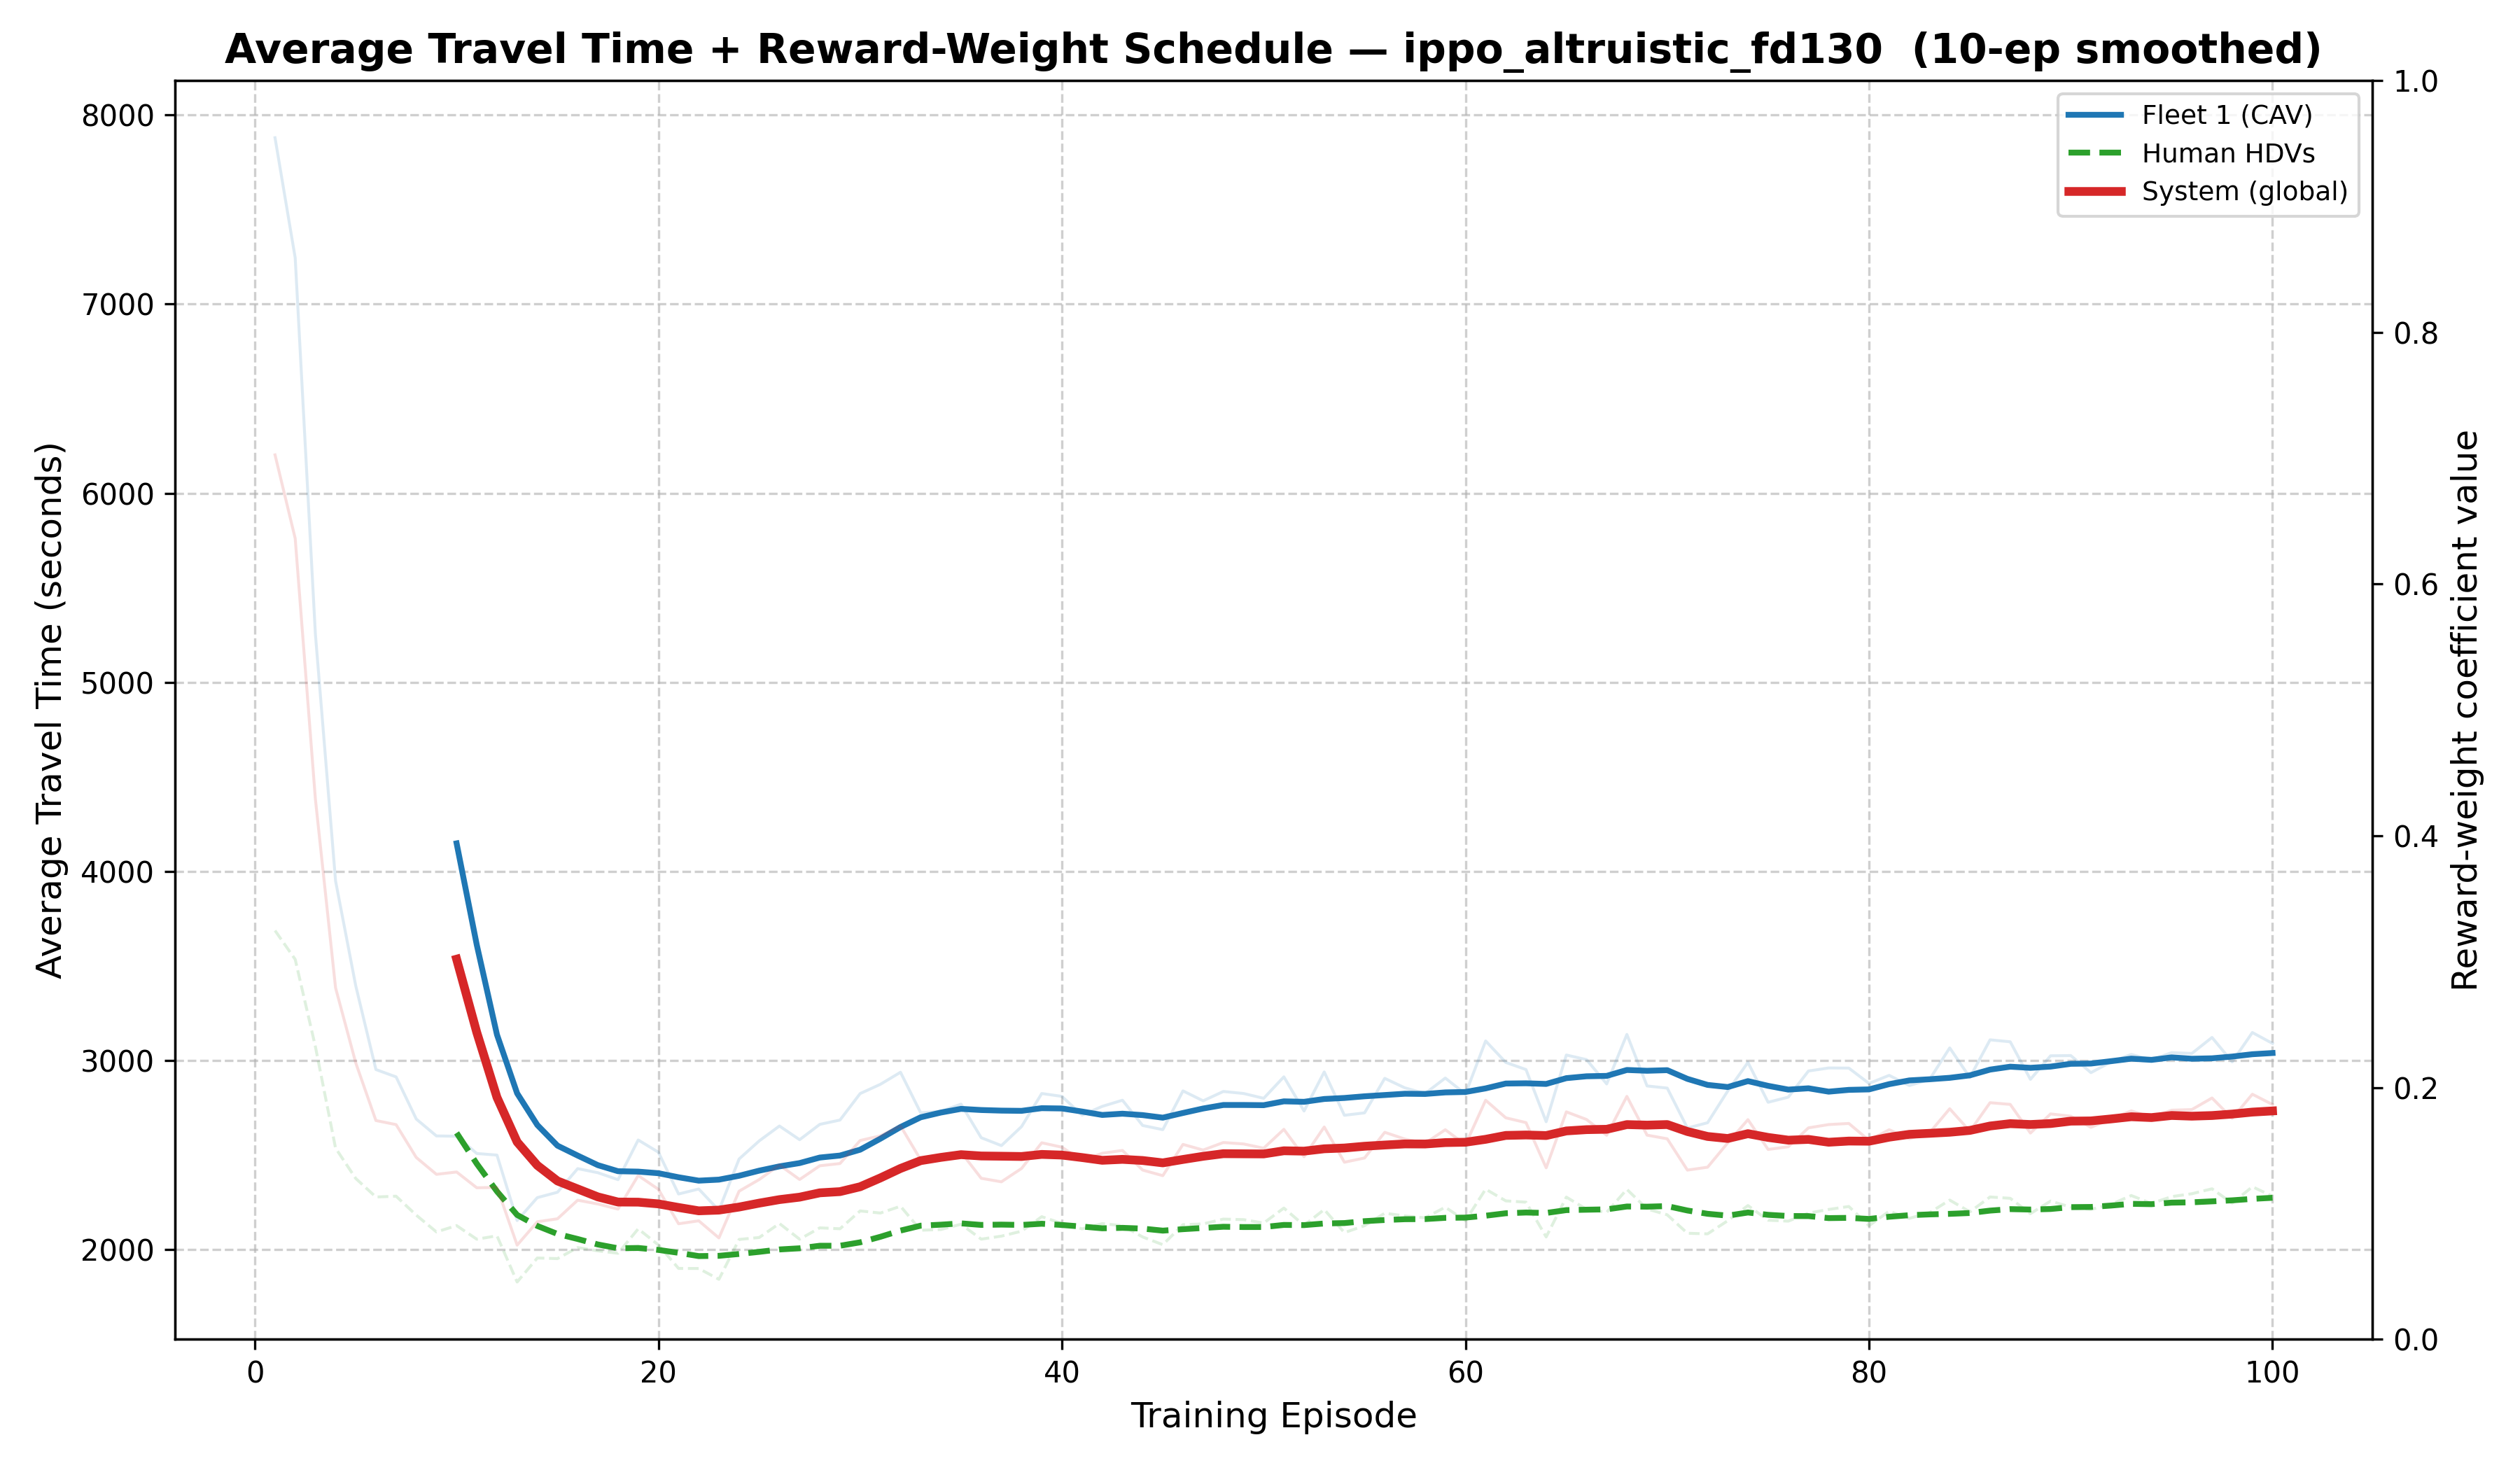 Average Travel Time + Reward-Weight Schedule — ippo_altruistic_fd130  (10-ep smoothed)
Average Travel Time (seconds)
8000
7000
6000
5000
4000
3000
2000
Fleet 1 (CAV)
Human HDVs
System (global)
1.0
0.8
0.6
0.4
0.2
0.0
Reward-weight coefficient value
0 20 40 60 80 100
Training Episode